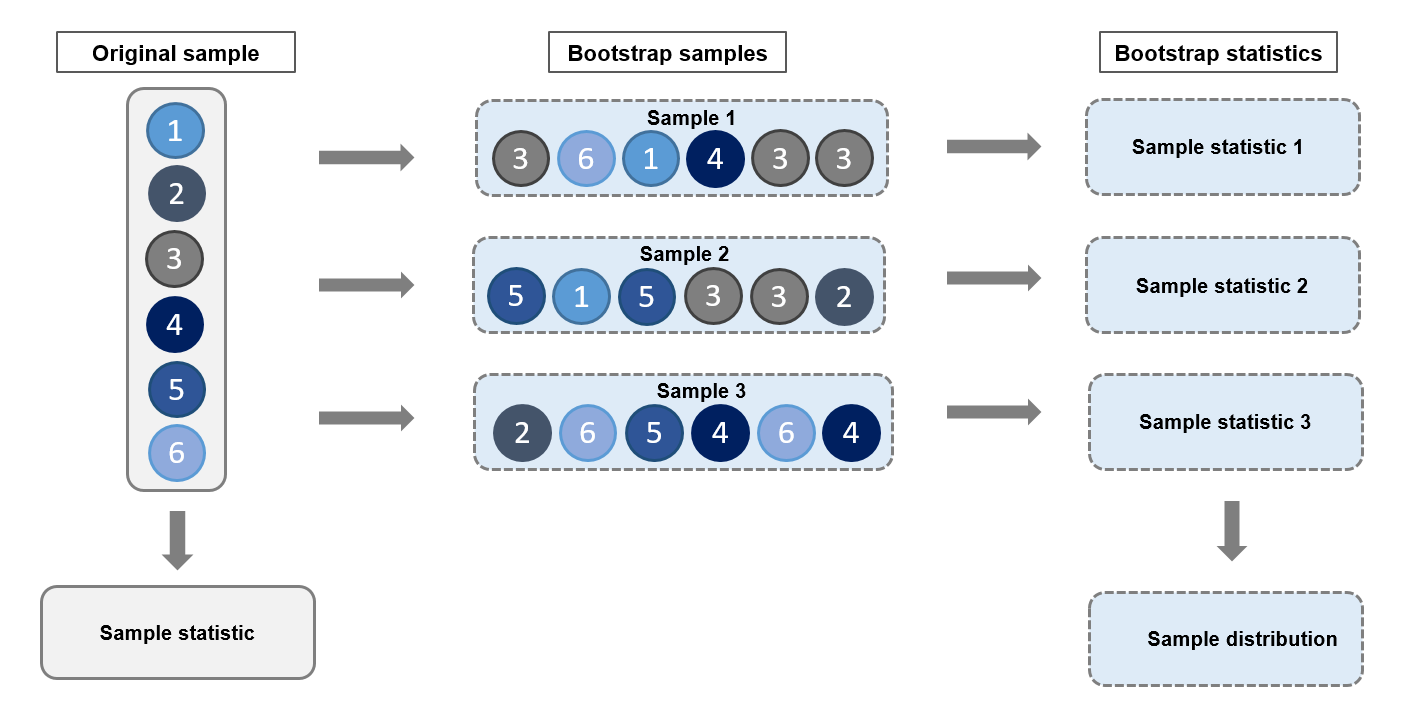 Original sample
Bootstrap samples
Bootstrap statistics
1
2
3
4
5
6
Sample statistic
Sample 1
3 6 1 4 3 3
Sample 2
5 1 5 3 3 2
Sample 3
2 6 5 4 6 4
Sample statistic 1
Sample statistic 2
Sample statistic 3
Sample distribution